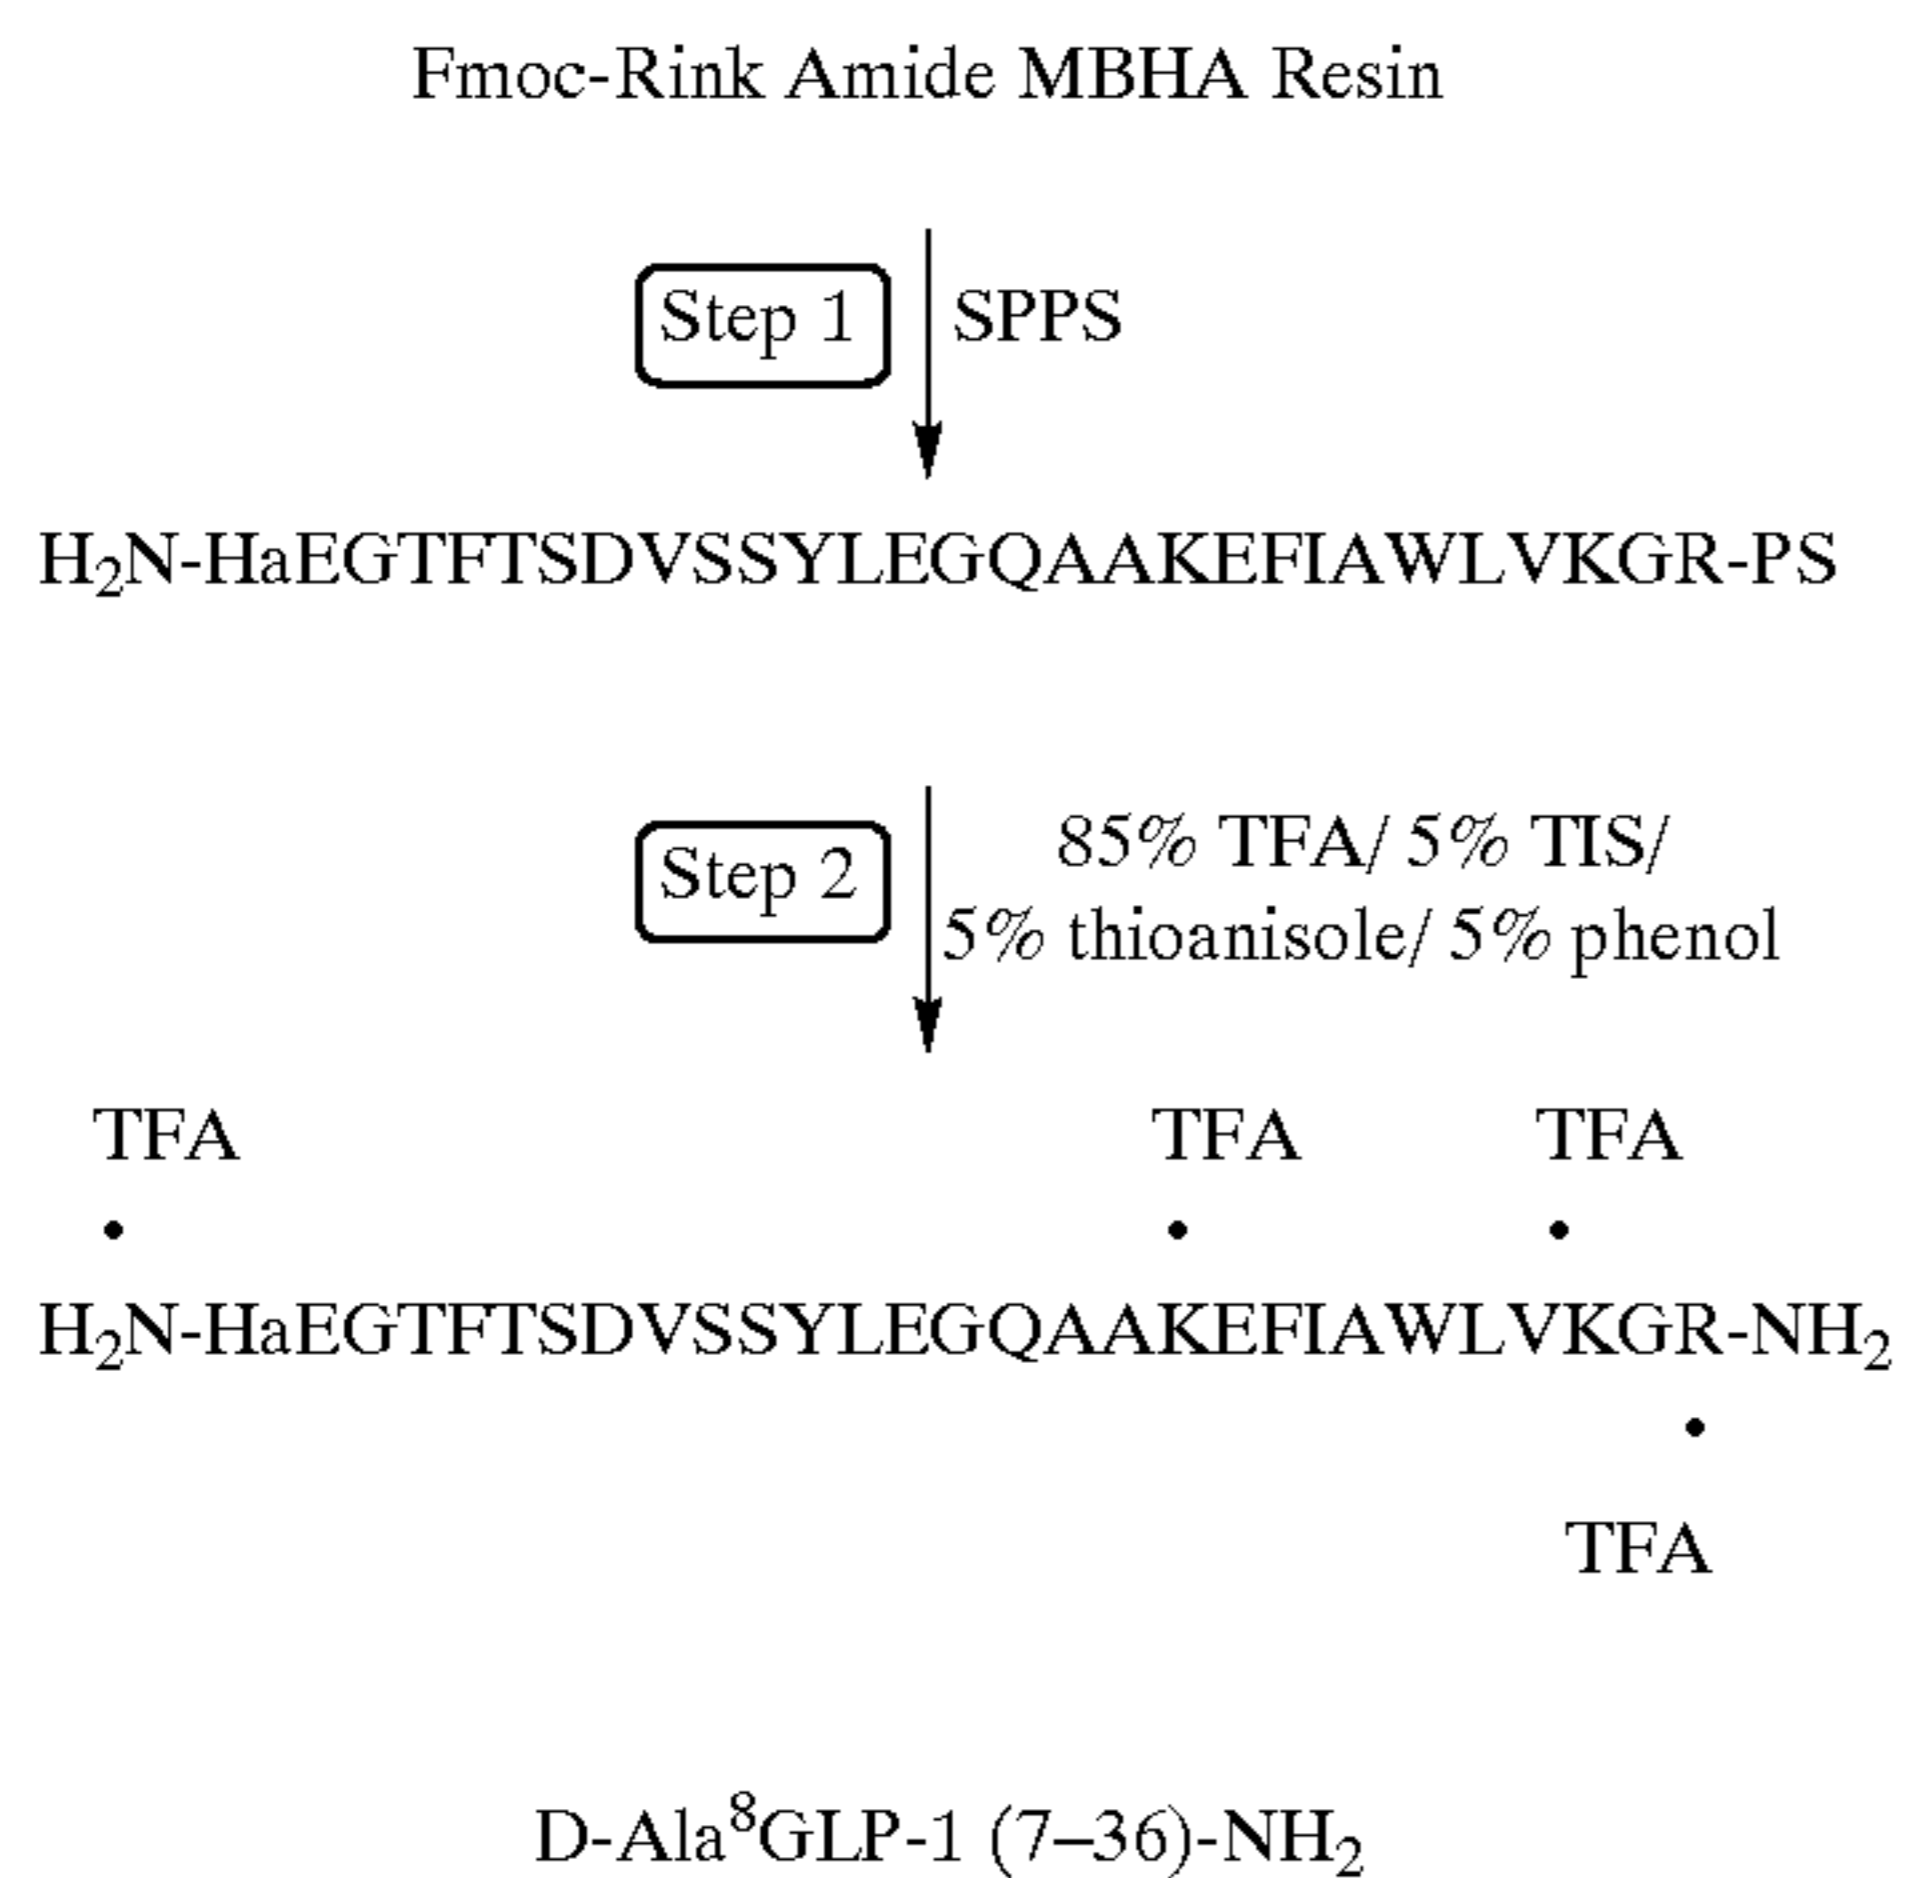 Fmoc-Rink Amide MBHA Resin
Step 1
SPPS
H₂N-HaEGTFTSDVSSYLEGQAAKEFIAWLVKGR-PS
Step 2
85% TFA/ 5% TIS/
5% thioanisole/ 5% phenol
TFA TFA TFA
• • •
H₂N-HaEGTFTSDVSSYLEGQAAKEFIAWLVKGR-NH₂
•
TFA
D-Ala⁸GLP-1 (7–36)-NH₂